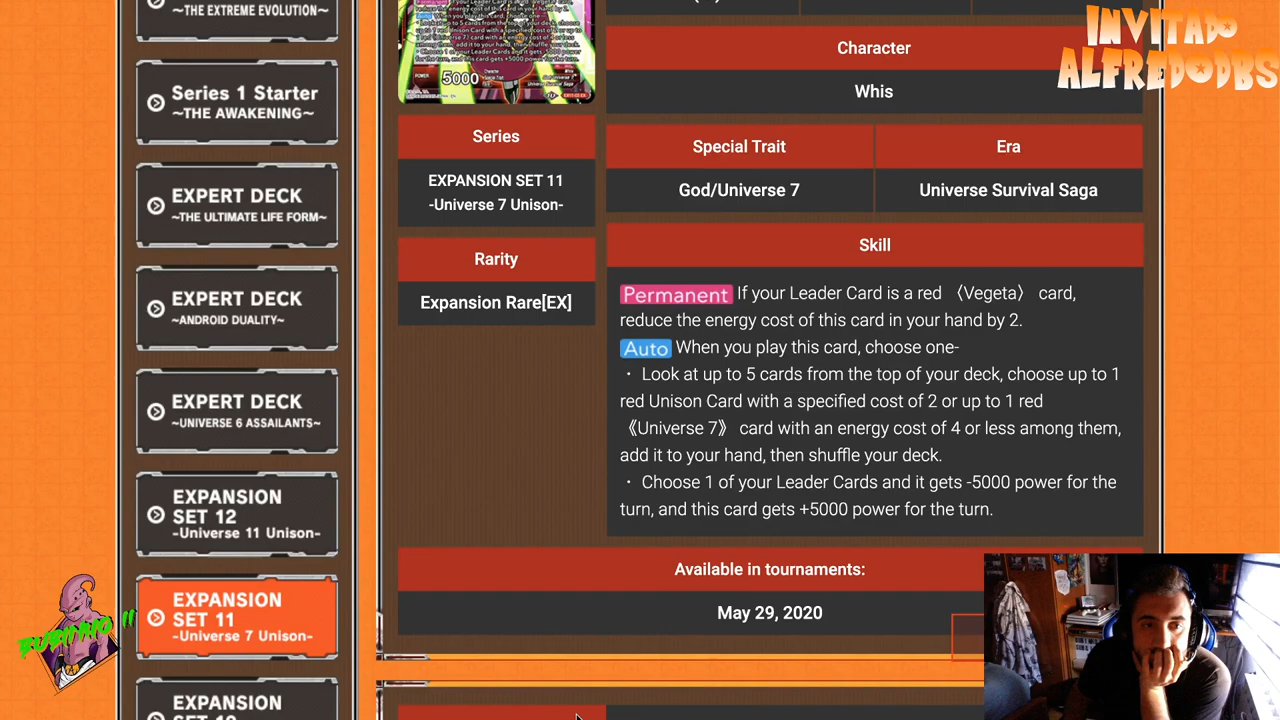 ~THE EXTREME EVOLUTION~
Series 1 Starter
~THE AWAKENING~
EXPERT DECK
~THE ULTIMATE LIFE FORM~
EXPERT DECK
~ANDROID DUALITY~
EXPERT DECK
~UNIVERSE 6 ASSAILANTS~
EXPANSION
SET 12
-Universe 11 Unison-
EXPANSION
SET 11
-Universe 7 Unison-
EXPANSION
POWER 5000
Series
EXPANSION SET 11
-Universe 7 Unison-
Rarity
Expansion Rare[EX]
Character
Whis
Special Trait
Era
God/Universe 7
Universe Survival Saga
Skill
Permanent If your Leader Card is a red 〈Vegeta〉 card,
reduce the energy cost of this card in your hand by 2.
Auto When you play this card, choose one-
・ Look at up to 5 cards from the top of your deck, choose up to 1
red Unison Card with a specified cost of 2 or up to 1 red
《Universe 7》 card with an energy cost of 4 or less among them,
add it to your hand, then shuffle your deck.
・ Choose 1 of your Leader Cards and it gets -5000 power for the
turn, and this card gets +5000 power for the turn.
Available in tournaments:
May 29, 2020
INVITADO
ALFREDODBS